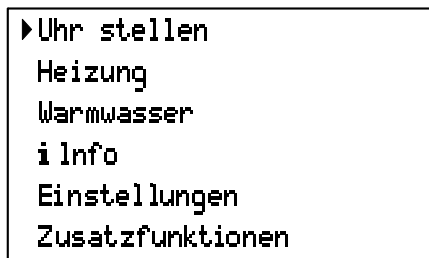 Uhr stellen
Heizung
Warmwasser
i Info
Einstellungen
Zusatzfunktionen